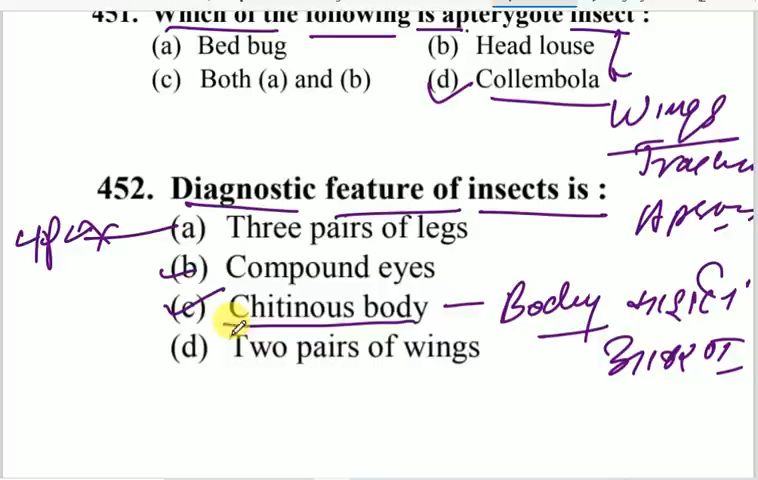 451. Which of the following is apterygote insect :
(a) Bed bug (b) Head louse
(c) Both (a) and (b) (d) Collembola
Wings
452. Diagnostic feature of insects is :
(a) Three pairs of legs
(b) Compound eyes
(c) Chitinous body — Body बाहरी
(d) Two pairs of wings